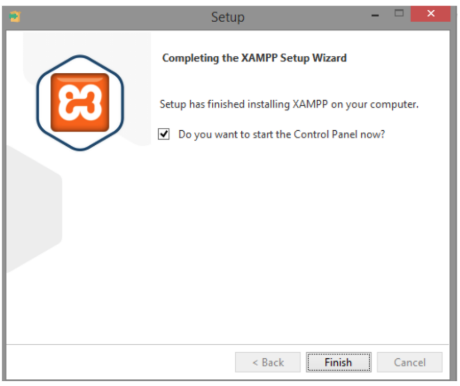 Setup
Completing the XAMPP Setup Wizard
Setup has finished installing XAMPP on your computer.
Do you want to start the Control Panel now?
< Back Finish Cancel